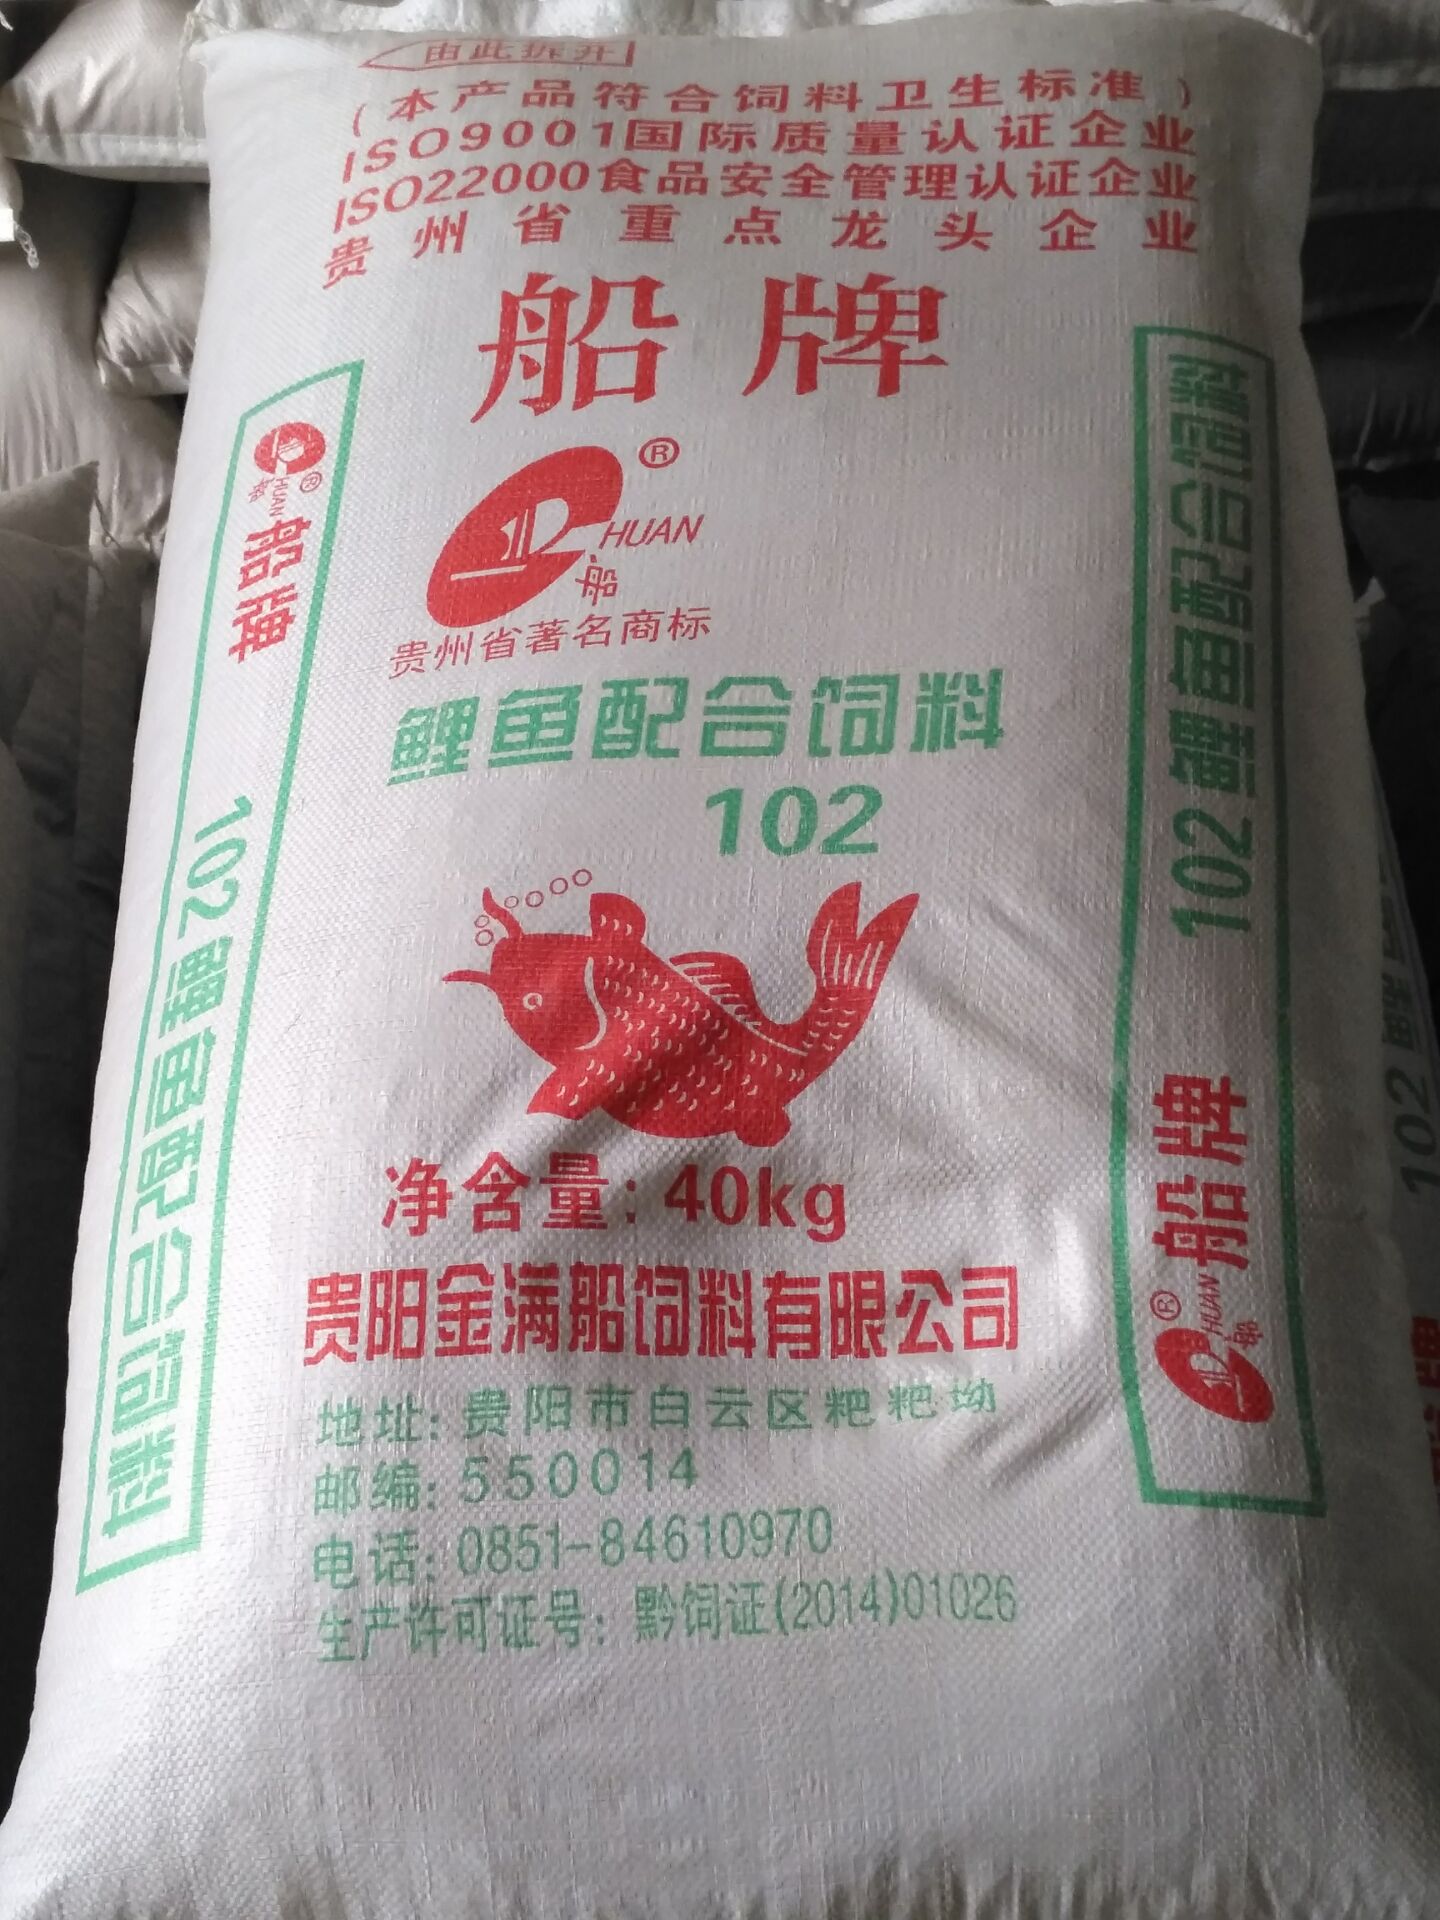 由此拆开
（本产品符合饲料卫生标准）
ISO9001国际质量认证企业
ISO22000食品安全管理认证企业
贵州省重点龙头企业
船牌
®
CHUAN
船
贵州省著名商标
鲤鱼配合饲料
102
净含量：40kg
贵阳金满船饲料有限公司
地址：贵阳市白云区粑粑坳
邮编：550014
电话：0851-84610970
生产许可证号：黔饲证(2014)01026
CHUAN
船
®
船牌 102鲤鱼配合饲料
CHUAN
船
®
船牌 102鲤鱼配合饲料
102